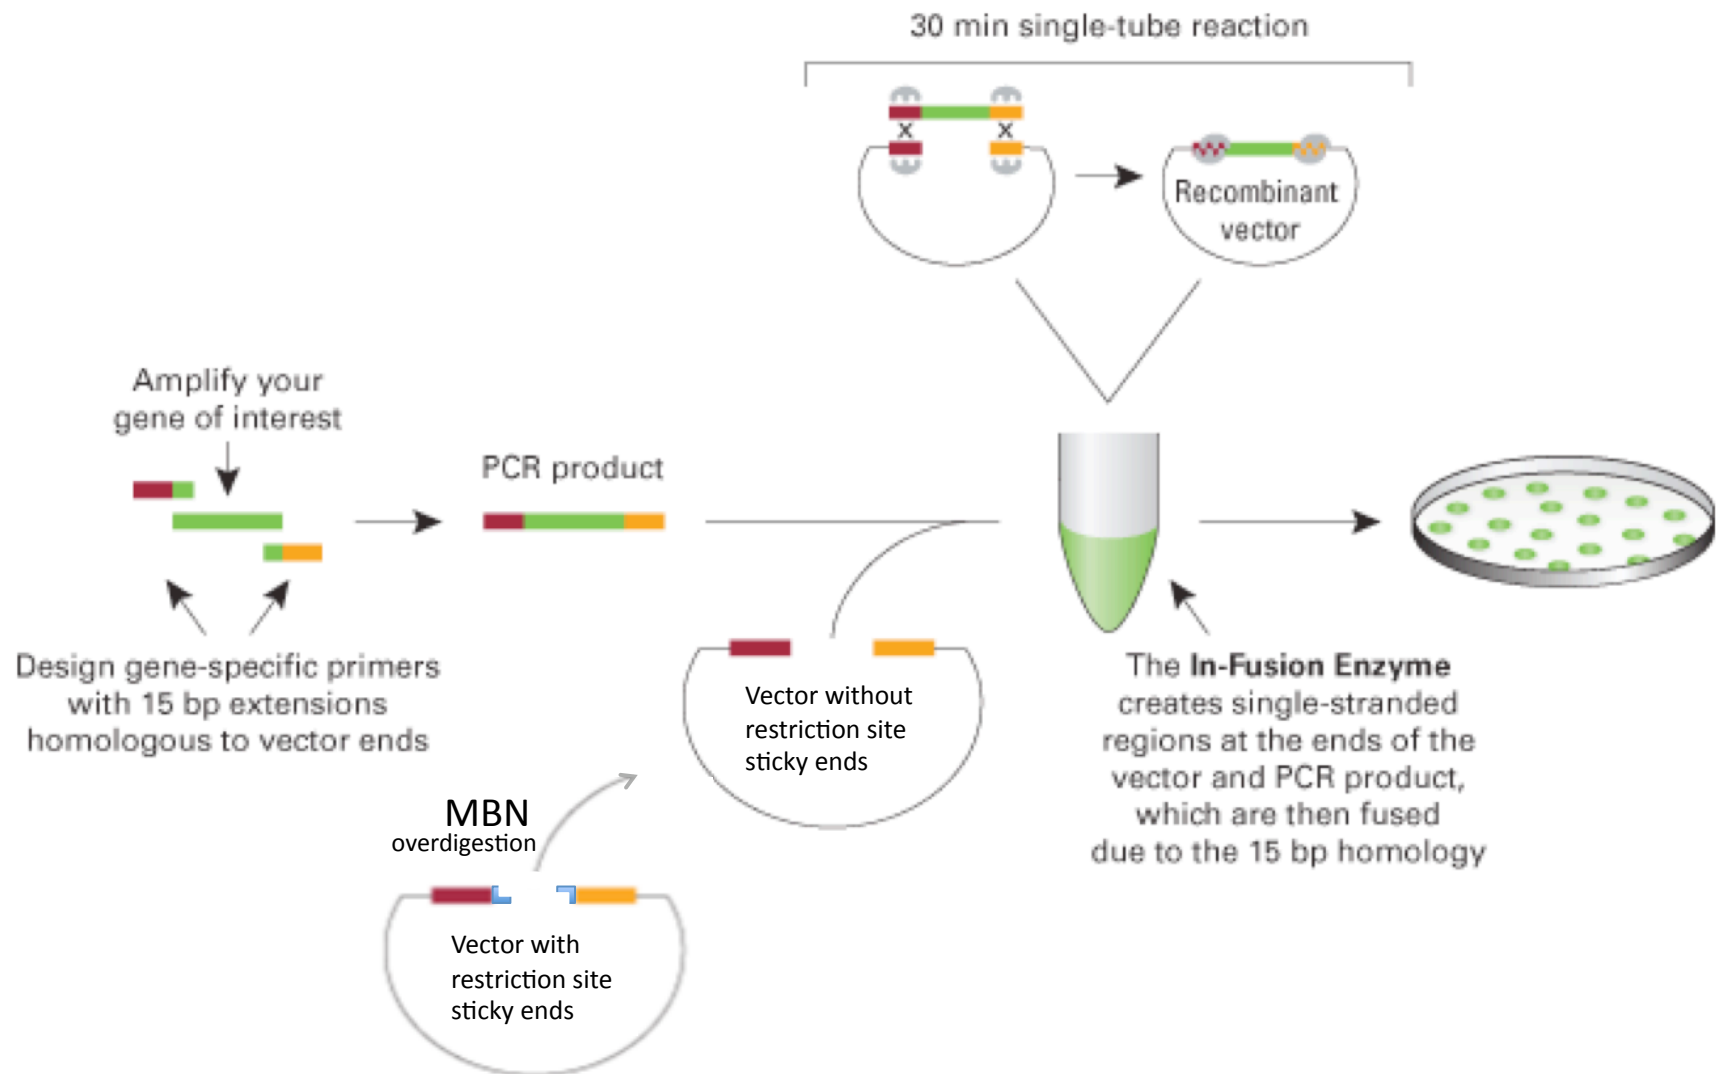 30 min single-tube reaction
Recombinant
vector
Amplify your
gene of interest
PCR product
Design gene-specific primers
with 15 bp extensions
homologous to vector ends
Vector without
restriction site
sticky ends
The In-Fusion Enzyme
creates single-stranded
regions at the ends of the
vector and PCR product,
which are then fused
due to the 15 bp homology
MBN
overdigestion
Vector with
restriction site
sticky ends